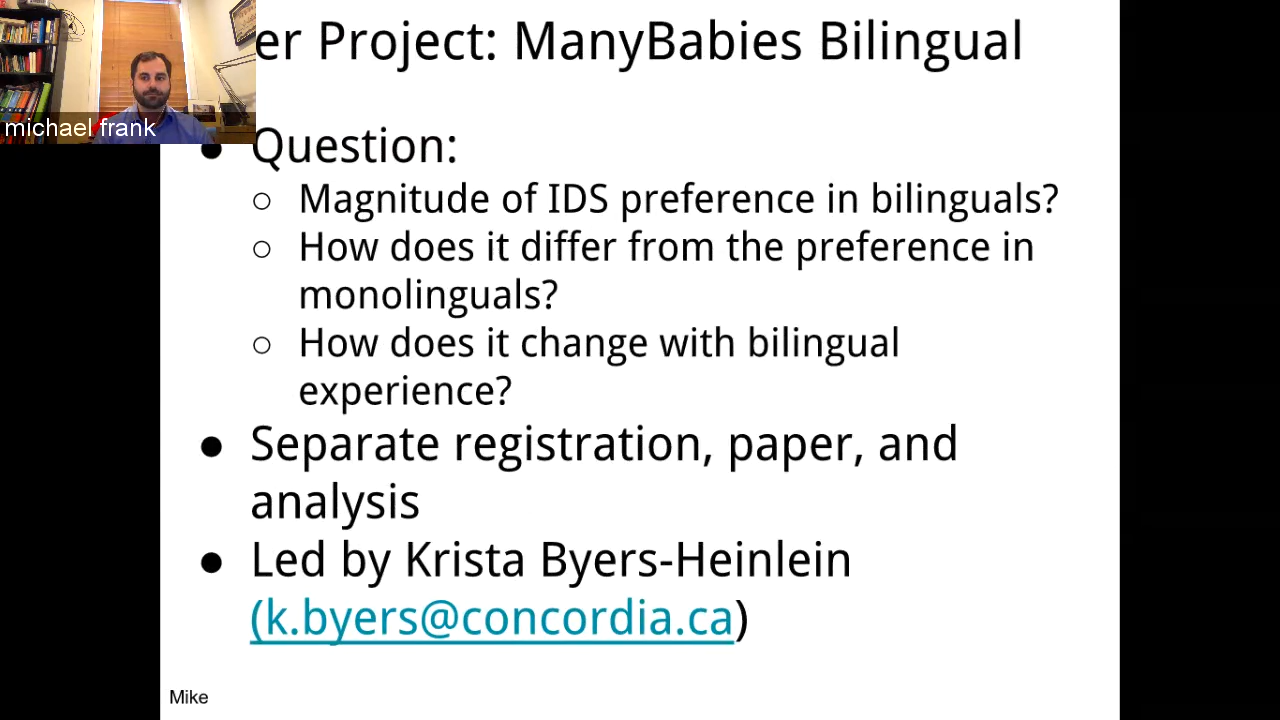 er Project: ManyBabies Bilingual
michael frank
● Question:
○ Magnitude of IDS preference in bilinguals?
○ How does it differ from the preference in
monolinguals?
○ How does it change with bilingual
experience?
● Separate registration, paper, and
analysis
● Led by Krista Byers-Heinlein
(k.byers@concordia.ca)
Mike